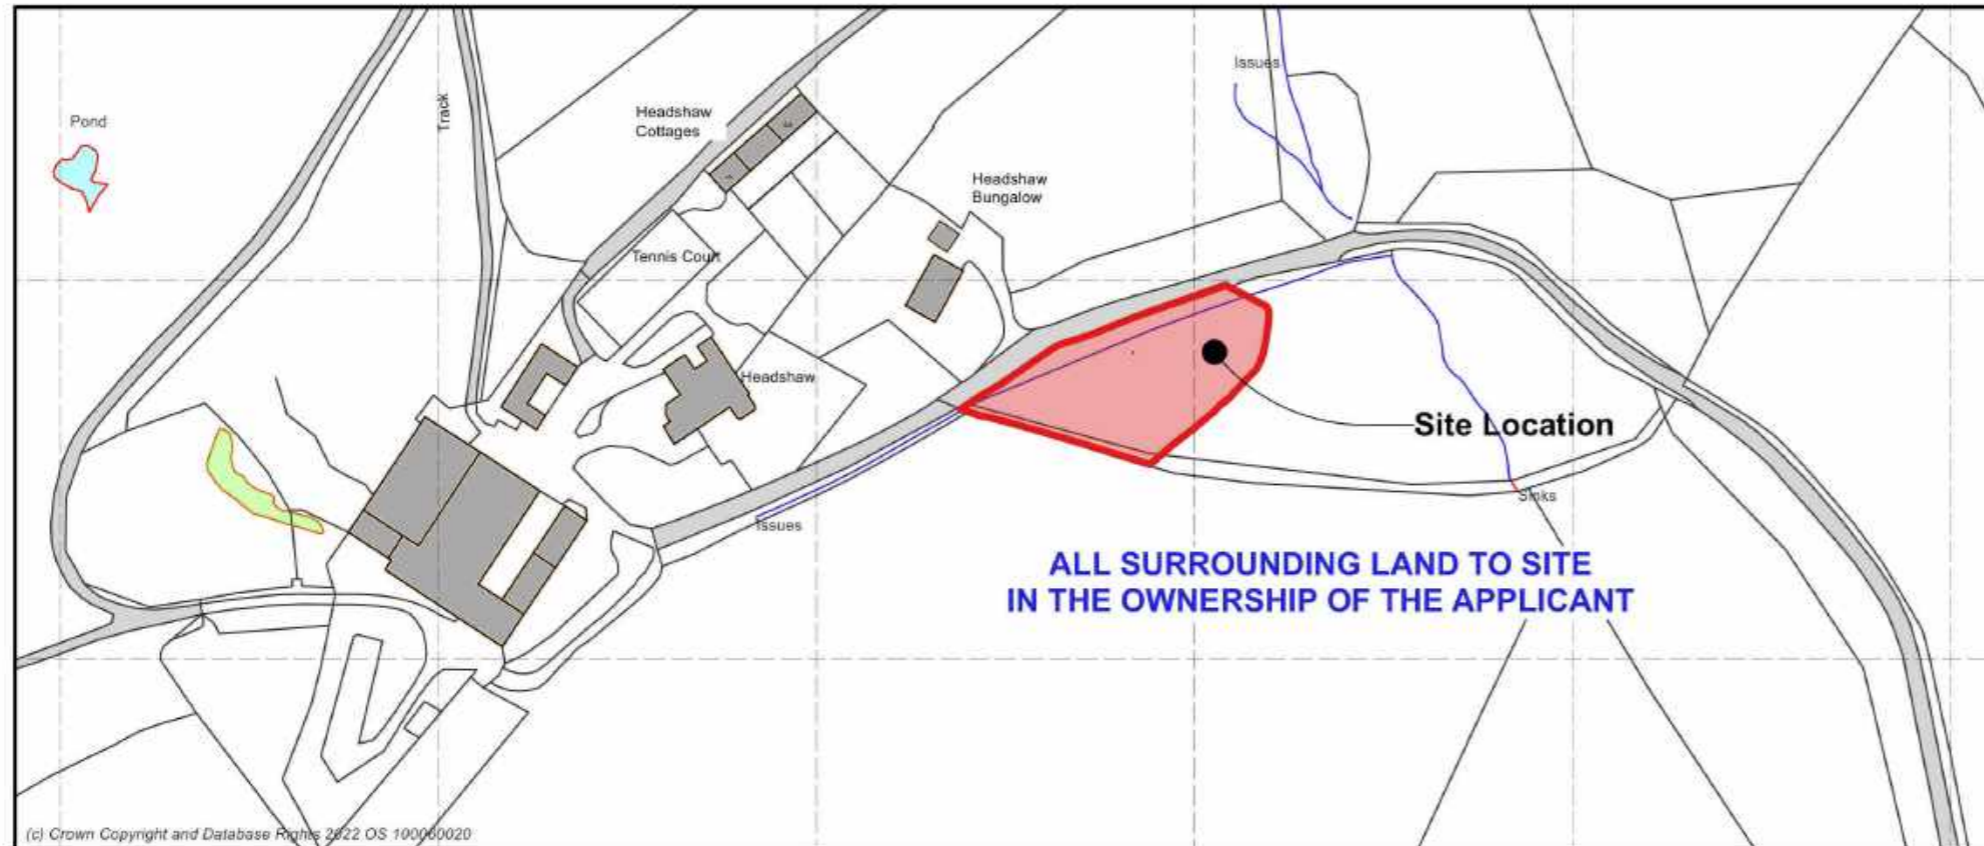 Issues
Pond
Track
Headshaw
Cottages
Headshaw
Bungalow
Tennis Court
Headshaw
Site Location
Sinks
Issues
ALL SURROUNDING LAND TO SITE
IN THE OWNERSHIP OF THE APPLICANT
(c) Crown Copyright and Database Rights 2022 OS 100060020